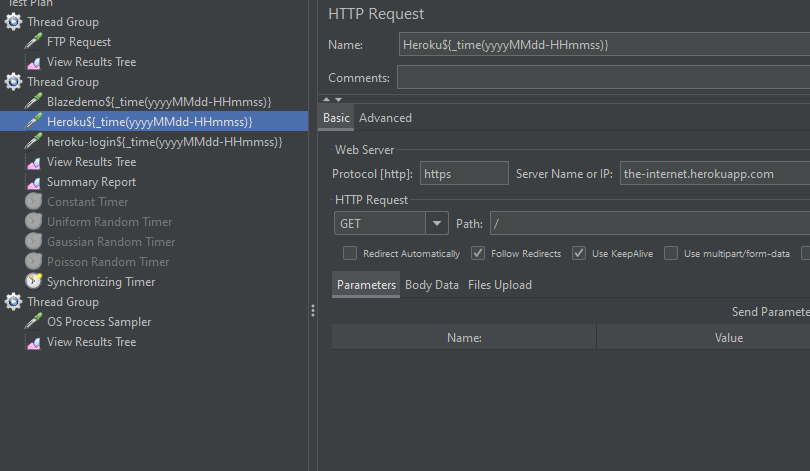 Test Plan
Thread Group
FTP Request
View Results Tree
Thread Group
Blazedemo${_time(yyyyMMdd-HHmmss)}
Heroku${_time(yyyyMMdd-HHmmss)}
heroku-login${_time(yyyyMMdd-HHmmss)}
View Results Tree
Summary Report
Constant Timer
Uniform Random Timer
Gaussian Random Timer
Poisson Random Timer
Synchronizing Timer
Thread Group
OS Process Sampler
View Results Tree
HTTP Request
Name: Heroku${_time(yyyyMMdd-HHmmss)}
Comments:
Basic Advanced
Web Server
Protocol [http]: https Server Name or IP: the-internet.herokuapp.com
HTTP Request
GET Path: /
Redirect Automatically Follow Redirects Use KeepAlive Use multipart/form-data
Parameters Body Data Files Upload
Send Paramete
Name: Value